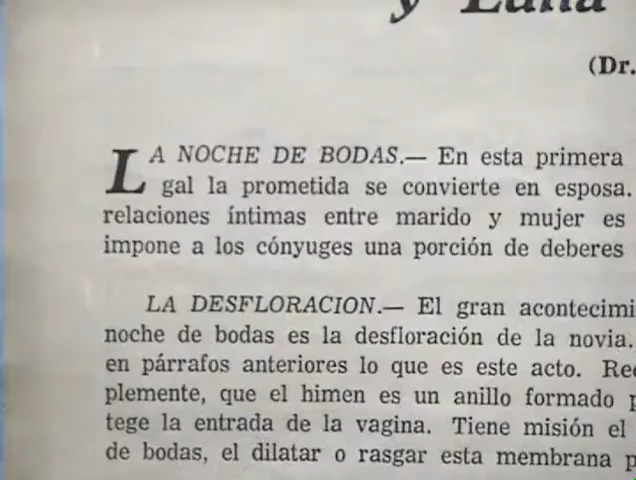 y Luna
(Dr.
LA NOCHE DE BODAS.— En esta primera
gal la prometida se convierte en esposa.
relaciones íntimas entre marido y mujer es
impone a los cónyuges una porción de deberes
LA DESFLORACION.— El gran acontecimi
noche de bodas es la desfloración de la novia.
en párrafos anteriores lo que es este acto. Rec
plemente, que el himen es un anillo formado p
tege la entrada de la vagina. Tiene misión el
de bodas, el dilatar o rasgar esta membrana p